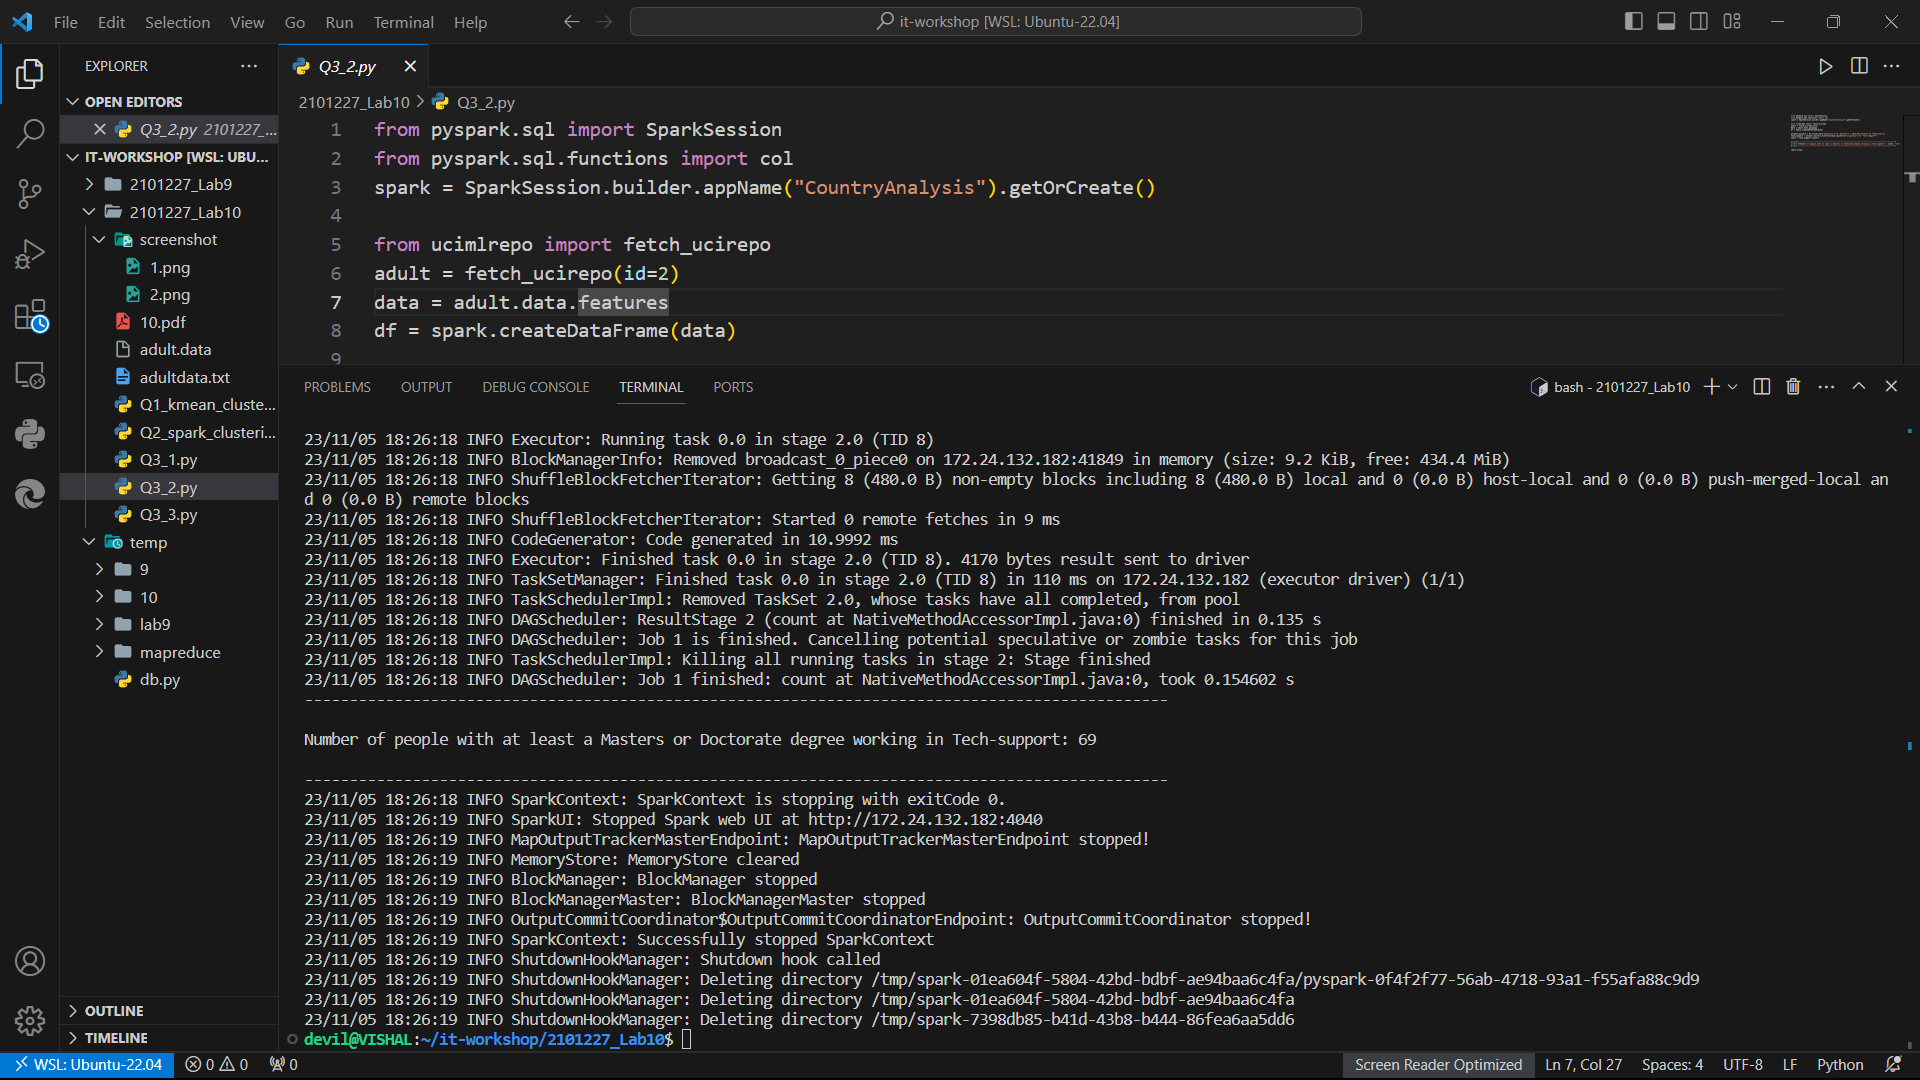 File Edit Selection View Go Run Terminal Help
it-workshop [WSL: Ubuntu-22.04]
EXPLORER
OPEN EDITORS
Q3_2.py 2101227_...
IT-WORKSHOP [WSL: UBU...
2101227_Lab9
2101227_Lab10
screenshot
1.png
2.png
10.pdf
adult.data
adultdata.txt
Q1_kmean_cluste...
Q2_spark_clusteri...
Q3_1.py
Q3_2.py
Q3_3.py
temp
9
10
lab9
mapreduce
db.py
OUTLINE
TIMELINE
Q3_2.py
2101227_Lab10 > Q3_2.py
1 from pyspark.sql import SparkSession
2 from pyspark.sql.functions import col
3 spark = SparkSession.builder.appName("CountryAnalysis").getOrCreate()
4
5 from ucimlrepo import fetch_ucirepo
6 adult = fetch_ucirepo(id=2)
7 data = adult.data.features
8 df = spark.createDataFrame(data)
9
PROBLEMS OUTPUT DEBUG CONSOLE TERMINAL PORTS
bash - 2101227_Lab10
23/11/05 18:26:18 INFO Executor: Running task 0.0 in stage 2.0 (TID 8)
23/11/05 18:26:18 INFO BlockManagerInfo: Removed broadcast_0_piece0 on 172.24.132.182:41849 in memory (size: 9.2 KiB, free: 434.4 MiB)
23/11/05 18:26:18 INFO ShuffleBlockFetcherIterator: Getting 8 (480.0 B) non-empty blocks including 8 (480.0 B) local and 0 (0.0 B) host-local and 0 (0.0 B) push-merged-local an
d 0 (0.0 B) remote blocks
23/11/05 18:26:18 INFO ShuffleBlockFetcherIterator: Started 0 remote fetches in 9 ms
23/11/05 18:26:18 INFO CodeGenerator: Code generated in 10.9992 ms
23/11/05 18:26:18 INFO Executor: Finished task 0.0 in stage 2.0 (TID 8). 4170 bytes result sent to driver
23/11/05 18:26:18 INFO TaskSetManager: Finished task 0.0 in stage 2.0 (TID 8) in 110 ms on 172.24.132.182 (executor driver) (1/1)
23/11/05 18:26:18 INFO TaskSchedulerImpl: Removed TaskSet 2.0, whose tasks have all completed, from pool
23/11/05 18:26:18 INFO DAGScheduler: ResultStage 2 (count at NativeMethodAccessorImpl.java:0) finished in 0.135 s
23/11/05 18:26:18 INFO DAGScheduler: Job 1 is finished. Cancelling potential speculative or zombie tasks for this job
23/11/05 18:26:18 INFO TaskSchedulerImpl: Killing all running tasks in stage 2: Stage finished
23/11/05 18:26:18 INFO DAGScheduler: Job 1 finished: count at NativeMethodAccessorImpl.java:0, took 0.154602 s
------------------------------------------------------------------------------------------------
Number of people with at least a Masters or Doctorate degree working in Tech-support: 69
------------------------------------------------------------------------------------------------
23/11/05 18:26:18 INFO SparkContext: SparkContext is stopping with exitCode 0.
23/11/05 18:26:19 INFO SparkUI: Stopped Spark web UI at http://172.24.132.182:4040
23/11/05 18:26:19 INFO MapOutputTrackerMasterEndpoint: MapOutputTrackerMasterEndpoint stopped!
23/11/05 18:26:19 INFO MemoryStore: MemoryStore cleared
23/11/05 18:26:19 INFO BlockManager: BlockManager stopped
23/11/05 18:26:19 INFO BlockManagerMaster: BlockManagerMaster stopped
23/11/05 18:26:19 INFO OutputCommitCoordinator$OutputCommitCoordinatorEndpoint: OutputCommitCoordinator stopped!
23/11/05 18:26:19 INFO SparkContext: Successfully stopped SparkContext
23/11/05 18:26:19 INFO ShutdownHookManager: Shutdown hook called
23/11/05 18:26:19 INFO ShutdownHookManager: Deleting directory /tmp/spark-01ea604f-5804-42bd-bdbf-ae94baa6c4fa/pyspark-0f4f2f77-56ab-4718-93a1-f55afa88c9d9
23/11/05 18:26:19 INFO ShutdownHookManager: Deleting directory /tmp/spark-01ea604f-5804-42bd-bdbf-ae94baa6c4fa
23/11/05 18:26:19 INFO ShutdownHookManager: Deleting directory /tmp/spark-7398db85-b41d-43b8-b444-86fea6aa5dd6
devil@VISHAL:~/it-workshop/2101227_Lab10$
WSL: Ubuntu-22.04 0 0 0 Screen Reader Optimized Ln 7, Col 27 Spaces: 4 UTF-8 LF Python